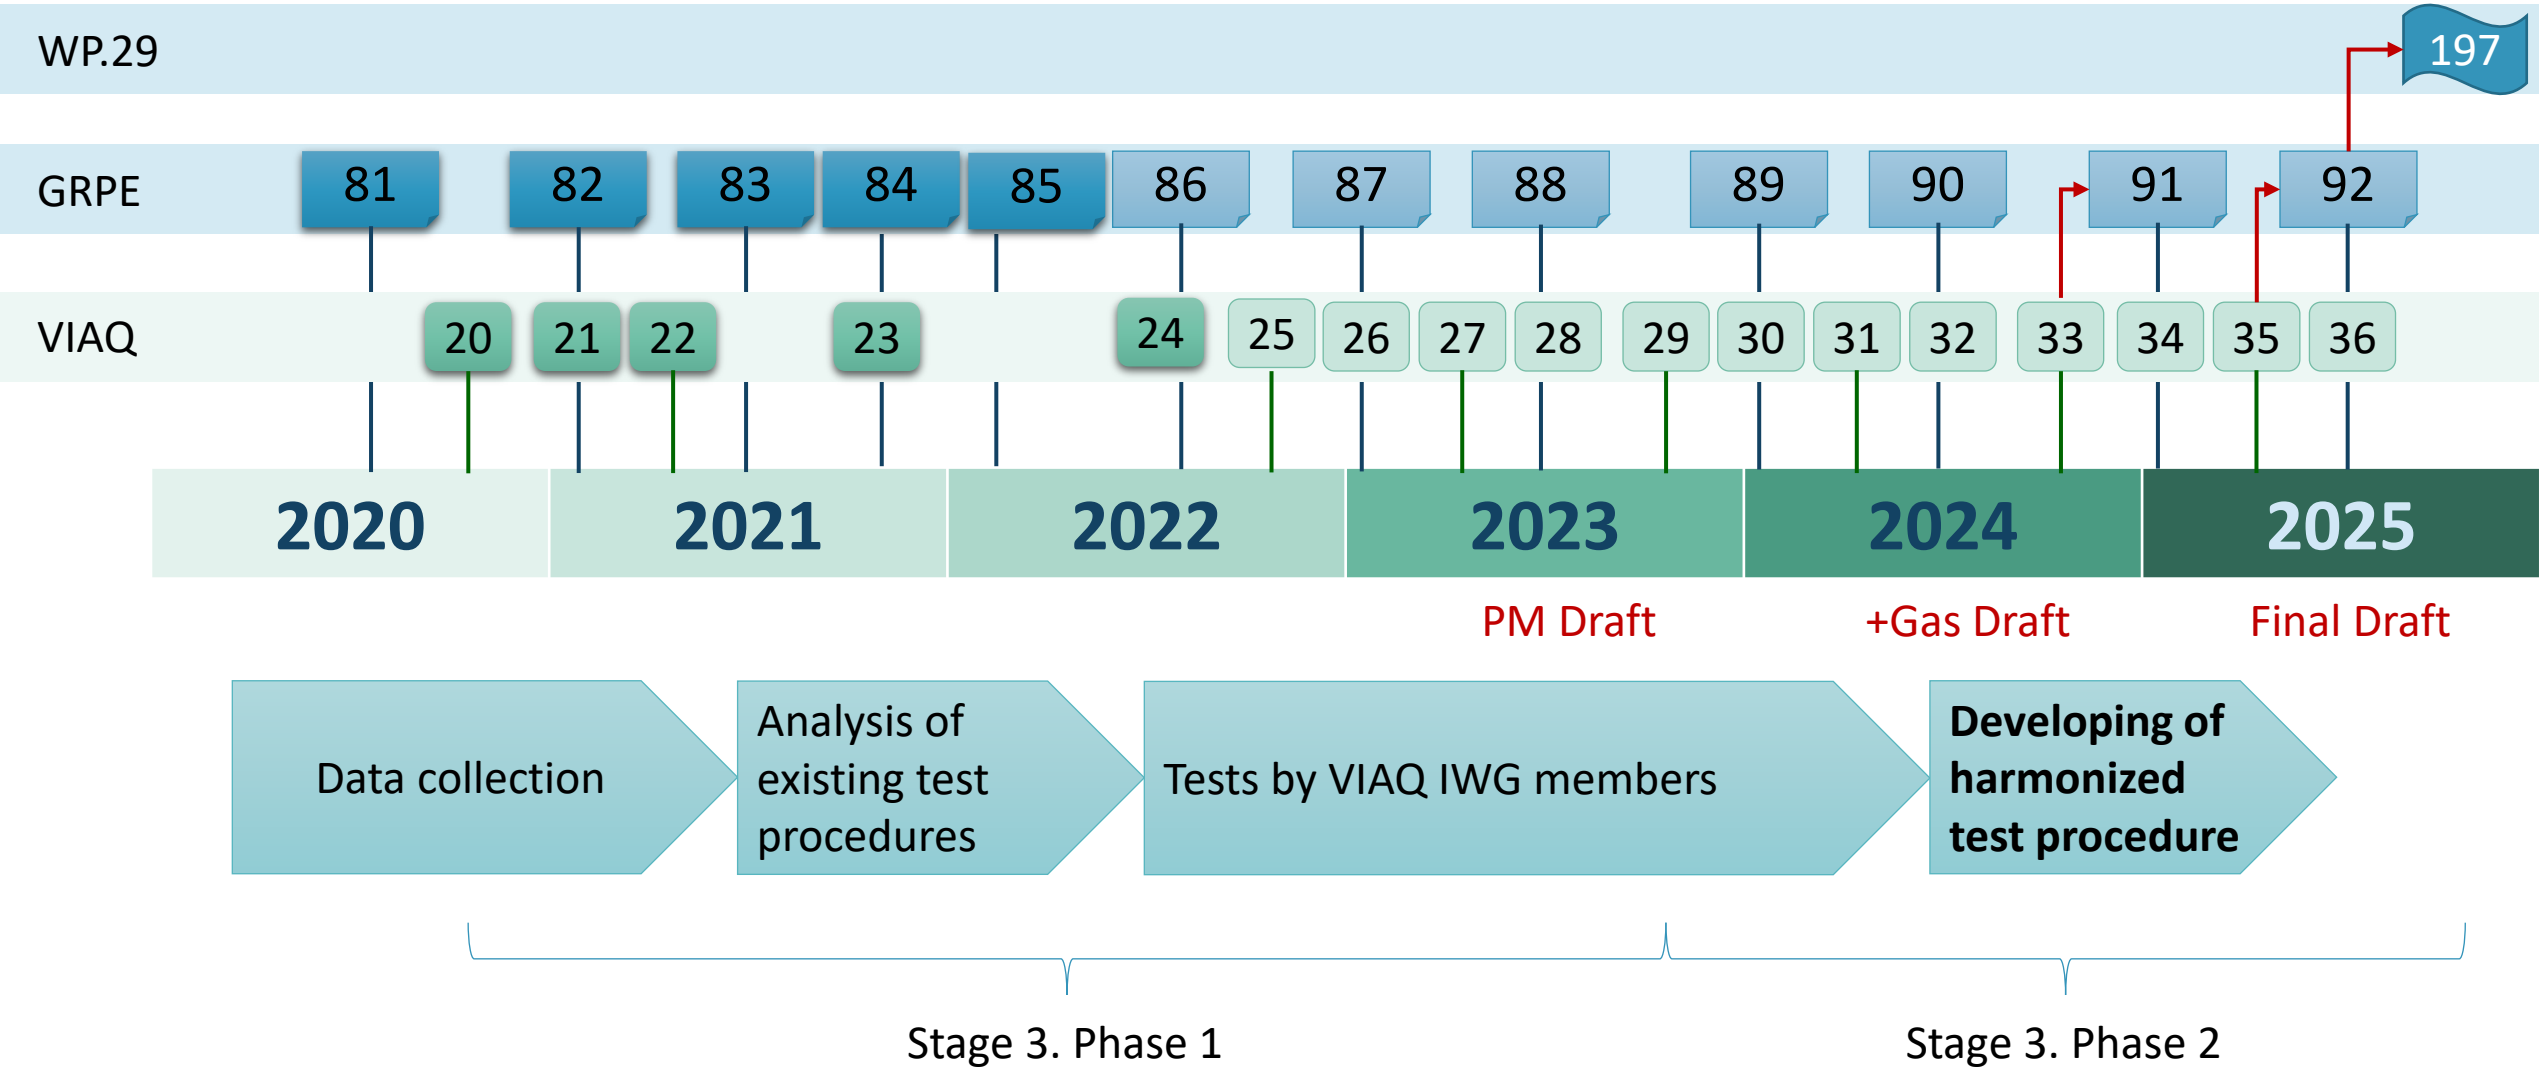 WP.29
197
GRPE
81 82 83 84 85 86 87 88 89 90 91 92
VIAQ
20 21 22 23 24 25 26 27 28 29 30 31 32 33 34 35 36
2020 2021 2022 2023 2024 2025
PM Draft +Gas Draft Final Draft
Data collection
Analysis of
existing test
procedures
Tests by VIAQ IWG members
Developing of
harmonized
test procedure
Stage 3. Phase 1
Stage 3. Phase 2